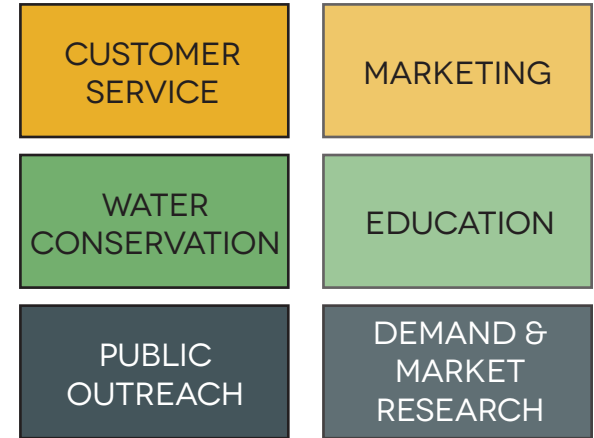 CUSTOMER
SERVICE
MARKETING
WATER
CONSERVATION
EDUCATION
PUBLIC
OUTREACH
DEMAND &
MARKET
RESEARCH